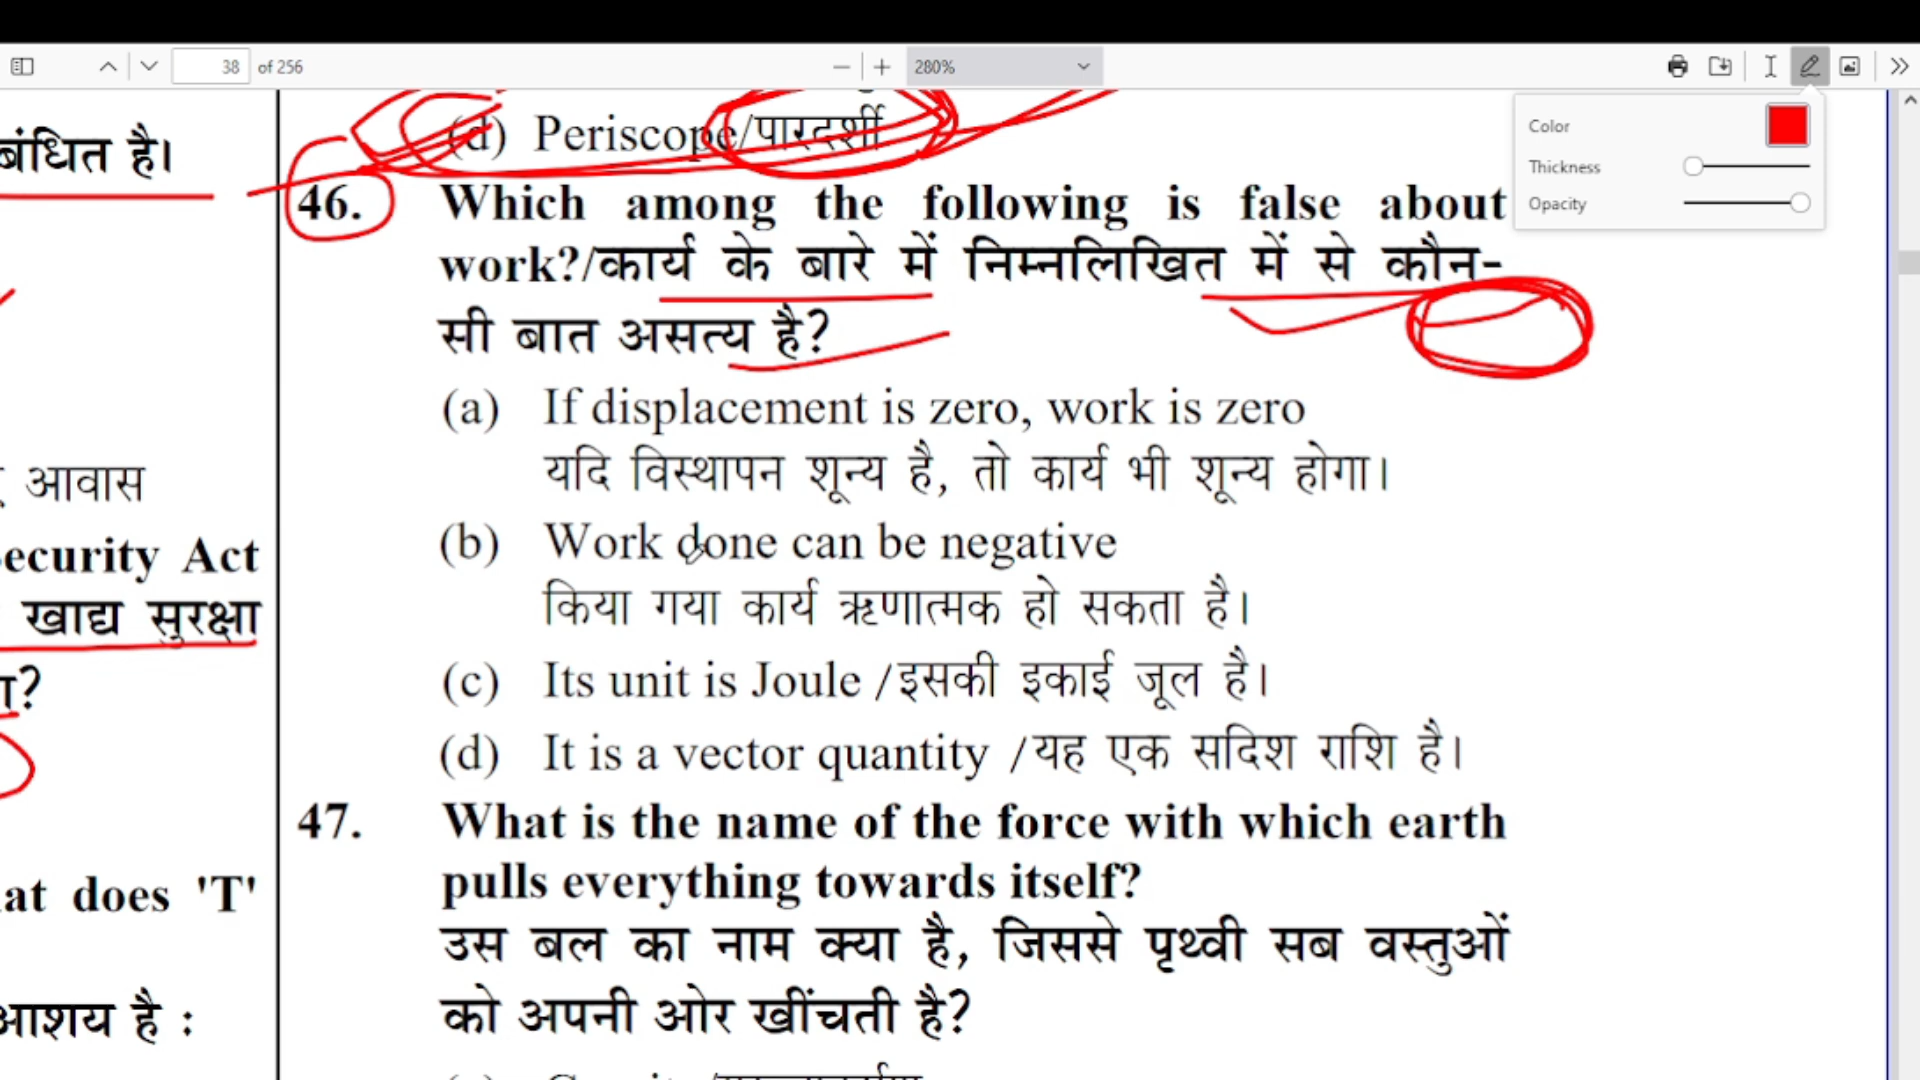 38 of 256
280%
Color
Thickness
Opacity
बंधित है।
आवास
ecurity Act
खाद्य सुरक्षा
at does 'T'
आशय है :
(d) Periscope/पारदर्शी
46. Which among the following is false about
work?/कार्य के बारे में निम्नलिखित में से कौन-
सी बात असत्य है?
(a) If displacement is zero, work is zero
यदि विस्थापन शून्य है, तो कार्य भी शून्य होगा।
(b) Work done can be negative
किया गया कार्य ऋणात्मक हो सकता है।
(c) Its unit is Joule /इसकी इकाई जूल है।
(d) It is a vector quantity /यह एक सदिश राशि है।
47. What is the name of the force with which earth
pulls everything towards itself?
उस बल का नाम क्या है, जिससे पृथ्वी सब वस्तुओं
को अपनी ओर खींचती है?